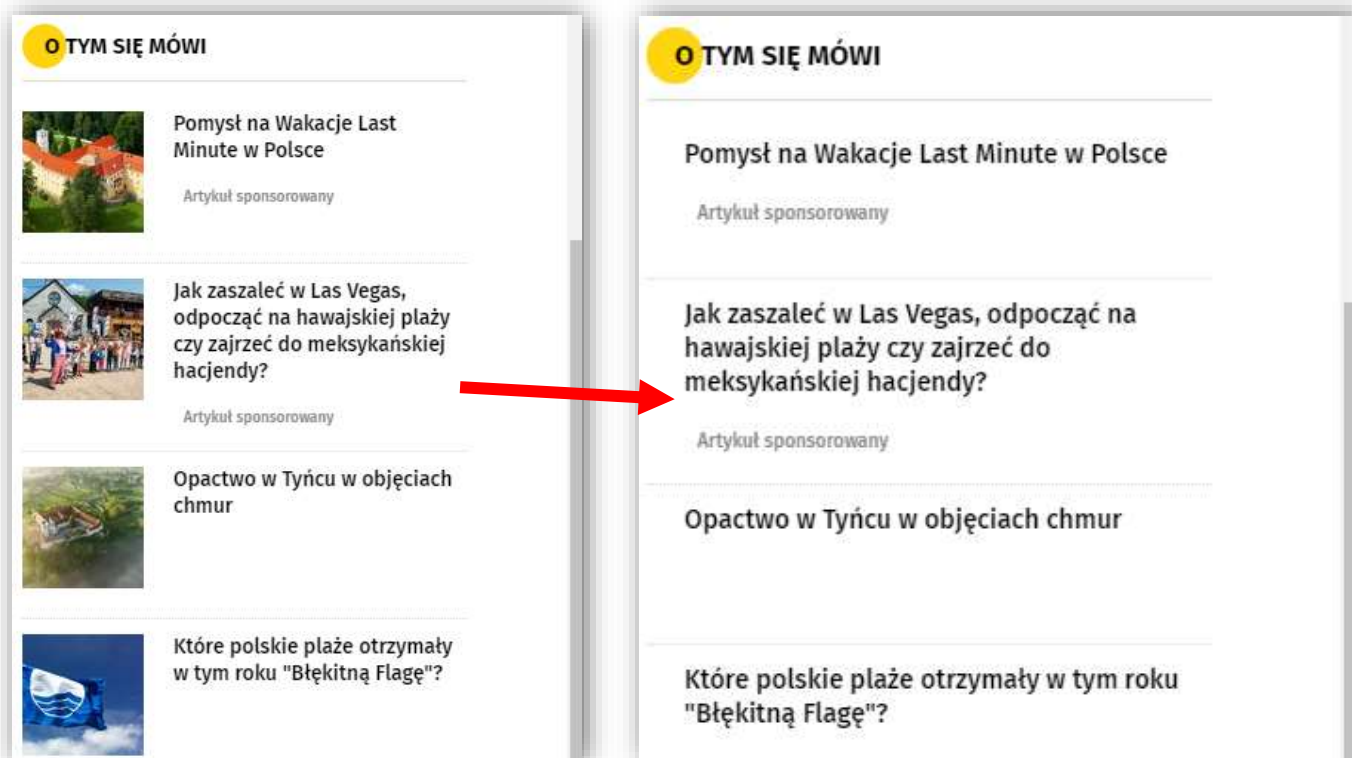 O TYM SIĘ MÓWI
Pomysł na Wakacje Last
Minute w Polsce
Artykuł sponsorowany
Jak zaszaleć w Las Vegas,
odpocząć na hawajskiej plaży
czy zajrzeć do meksykańskiej
hacjendy?
Artykuł sponsorowany
Opactwo w Tyńcu w objęciach
chmur
Które polskie plaże otrzymały
w tym roku "Błękitną Flagę"?
O TYM SIĘ MÓWI
Pomysł na Wakacje Last Minute w Polsce
Artykuł sponsorowany
Jak zaszaleć w Las Vegas, odpocząć na
hawajskiej plaży czy zajrzeć do
meksykańskiej hacjendy?
Artykuł sponsorowany
Opactwo w Tyńcu w objęciach chmur
Które polskie plaże otrzymały w tym roku
"Błękitną Flagę"?